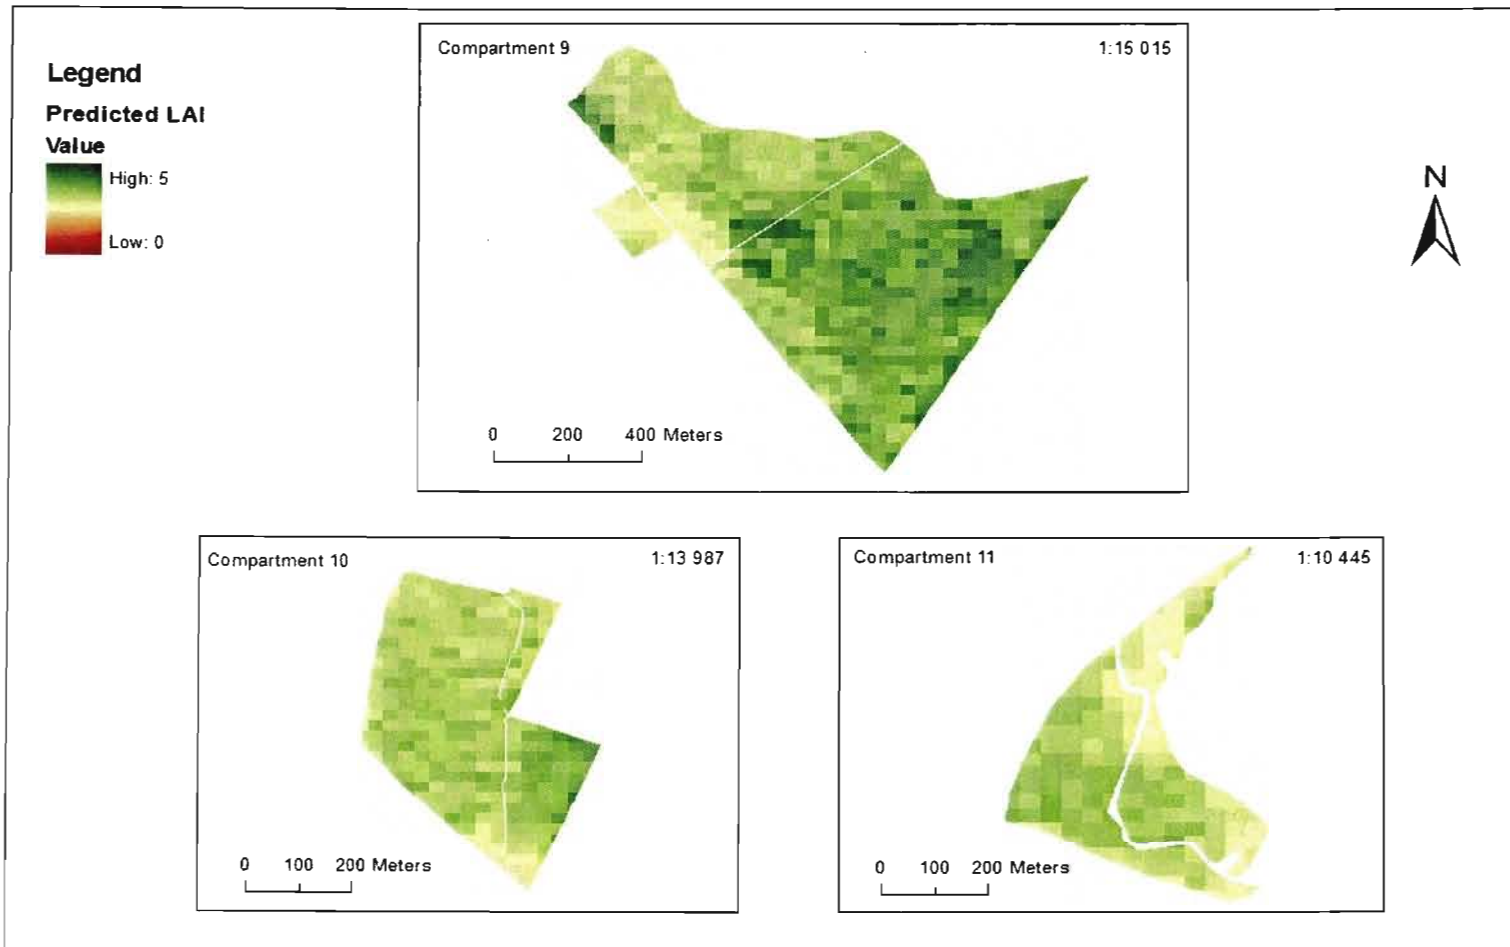 Legend
Predicted LAI
Value
High: 5
Low: 0
Compartment 9
1:15 015
N
0 200 400 Meters
Compartment 10
1:13 987
0 100 200 Meters
Compartment 11
1:10 445
0 100 200 Meters